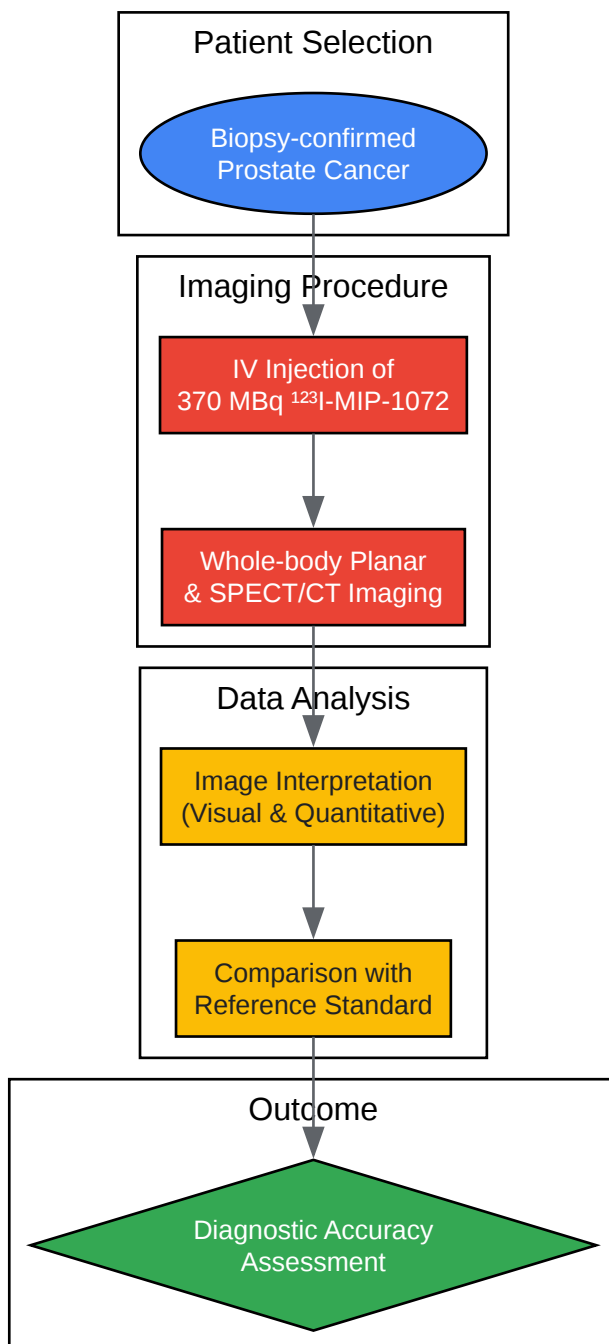 Patient Selection
Biopsy-confirmed
Prostate Cancer
Imaging Procedure
IV Injection of
370 MBq ¹²³I-MIP-1072
Whole-body Planar
& SPECT/CT Imaging
Data Analysis
Image Interpretation
(Visual & Quantitative)
Comparison with
Reference Standard
Outcome
Diagnostic Accuracy
Assessment